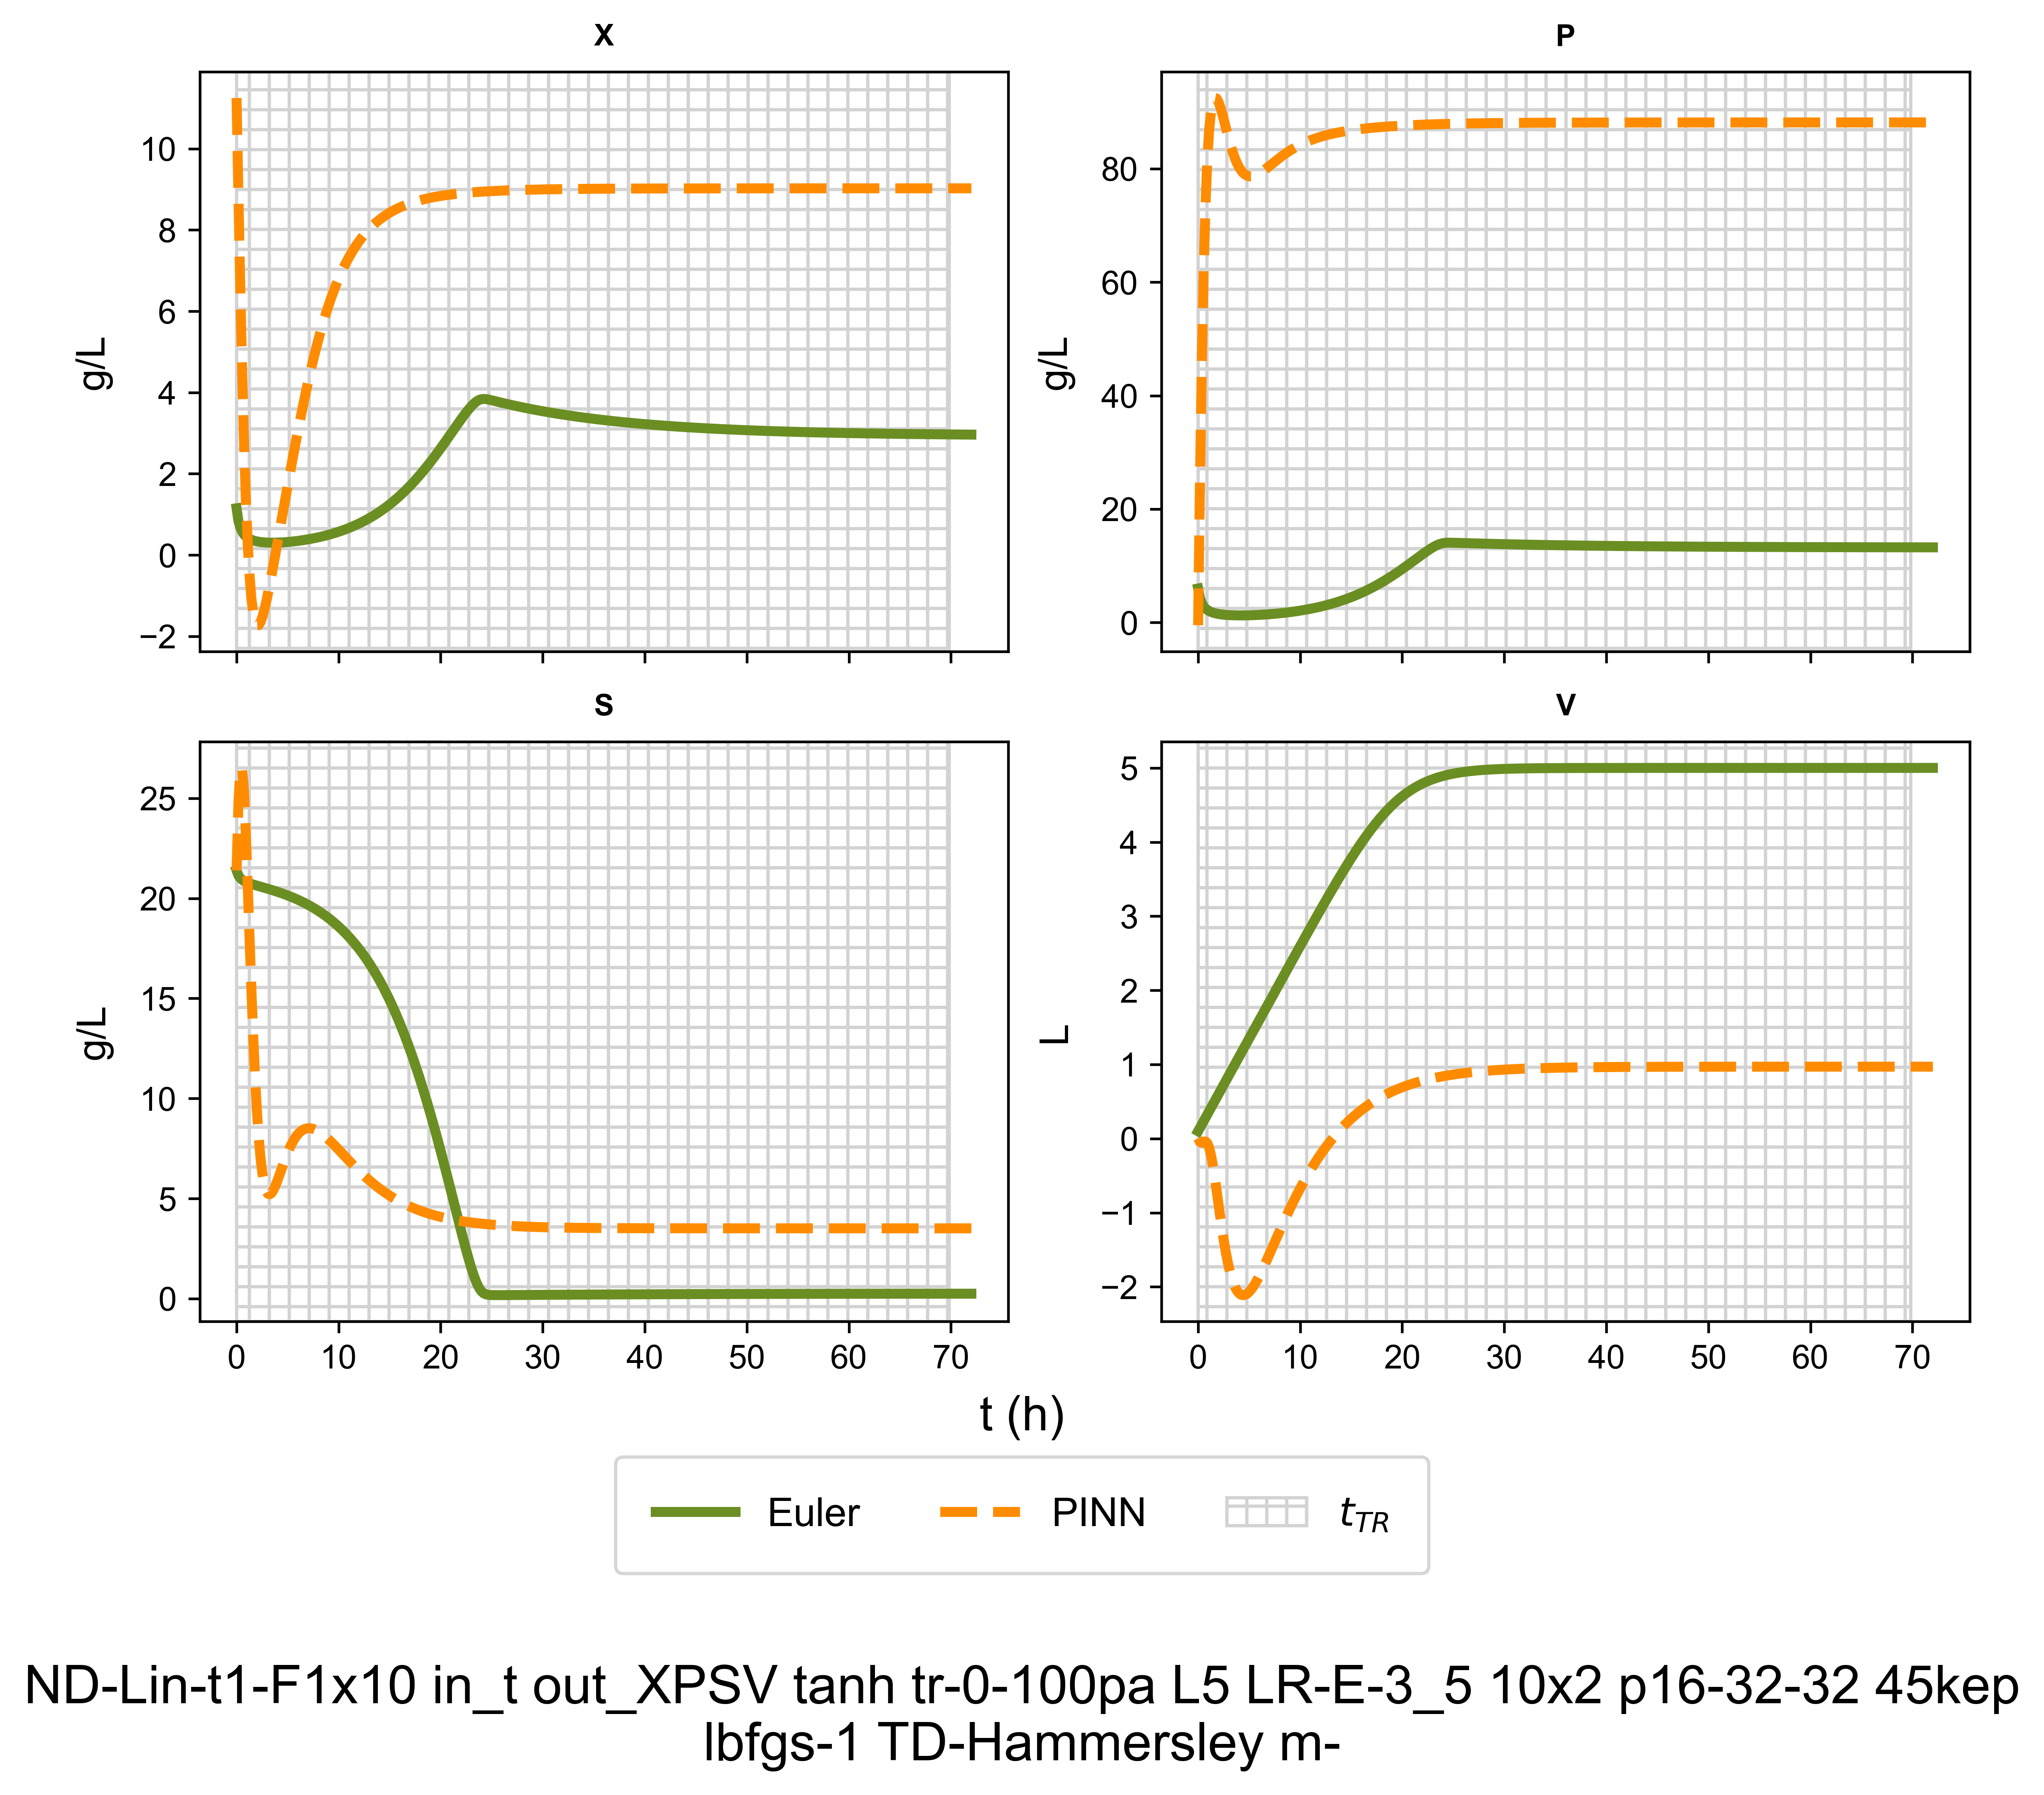 X
P
g/L
10
8
6
4
2
0
−2
g/L
80
60
40
20
0
S
V
g/L
25
20
15
10
5
0
L
5
4
3
2
1
0
−1
−2
0 10 20 30 40 50 60 70
0 10 20 30 40 50 60 70
t (h)
Euler PINN t_TR
ND-Lin-t1-F1x10 in_t out_XPSV tanh tr-0-100pa L5 LR-E-3_5 10x2 p16-32-32 45kep
lbfgs-1 TD-Hammersley m-